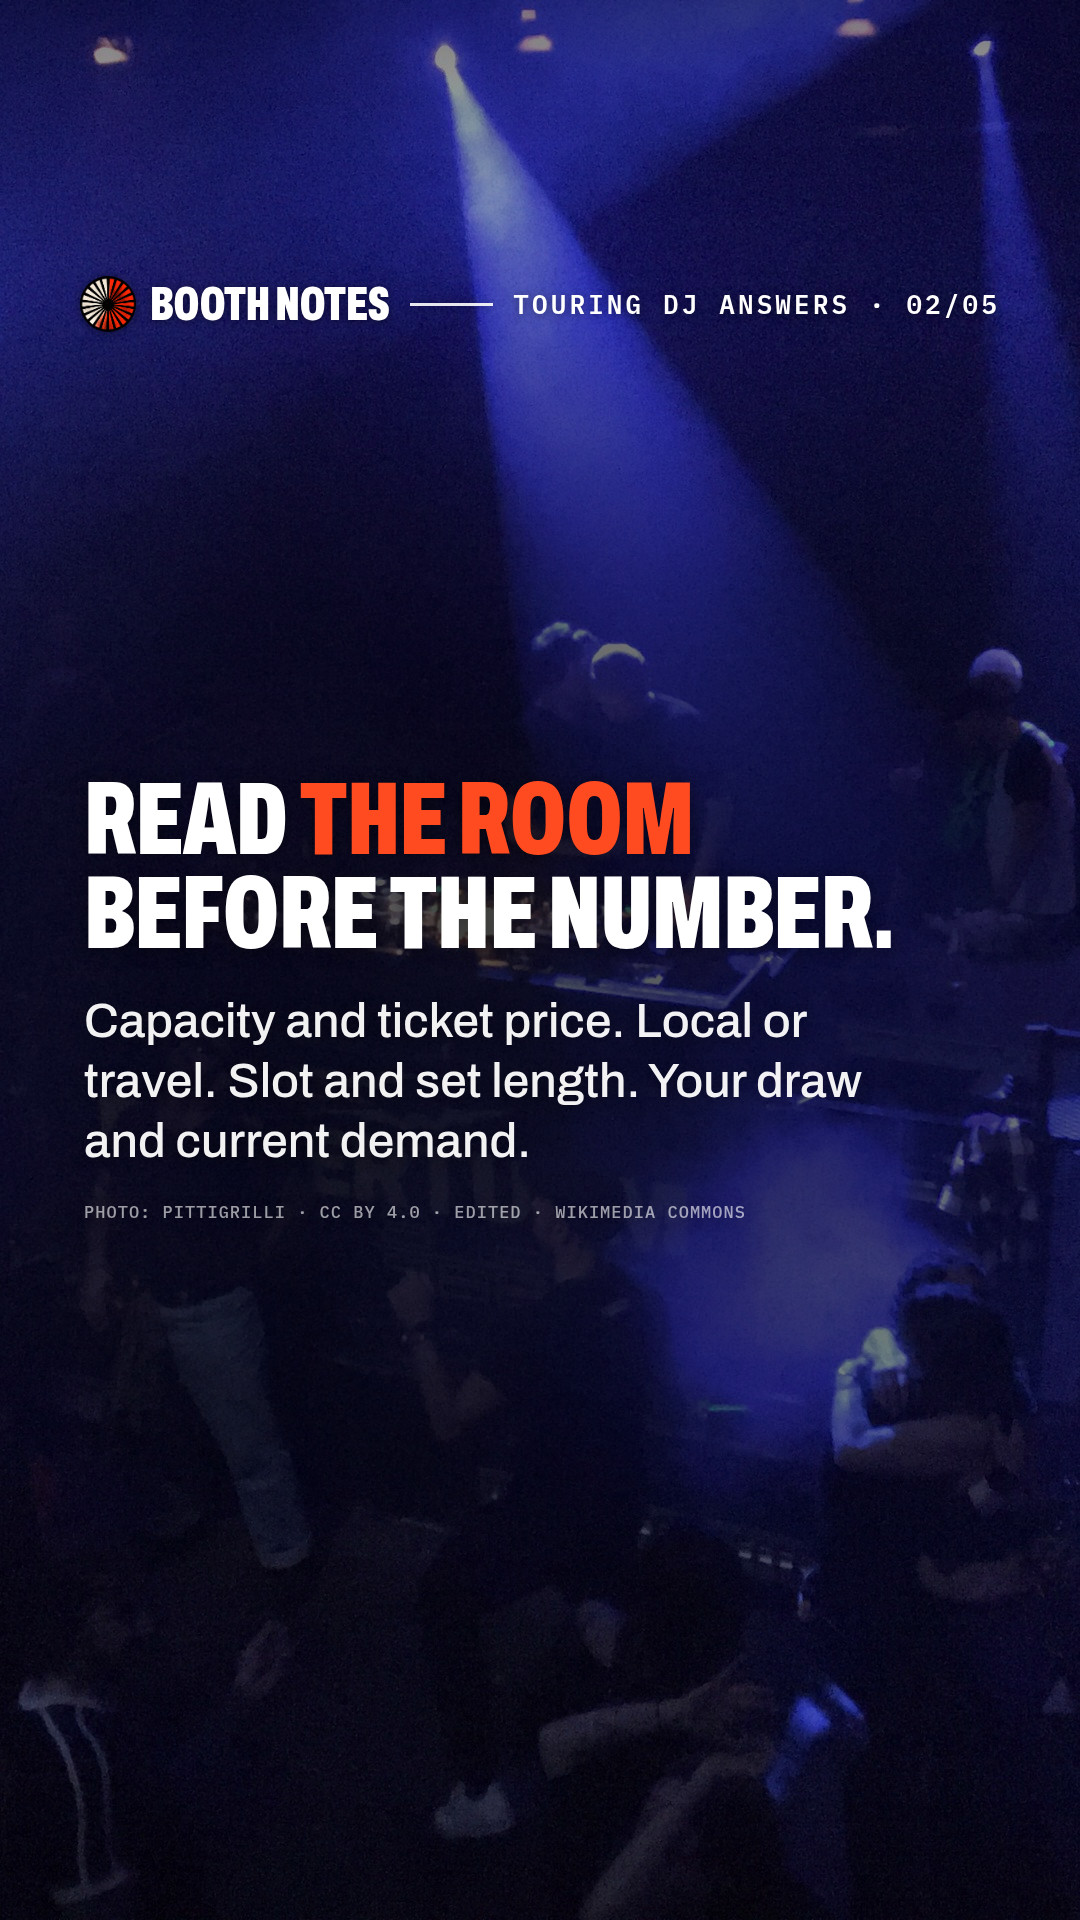 BOOTH NOTES — TOURING DJ ANSWERS · 02/05
READ THE ROOM
BEFORE THE NUMBER.
Capacity and ticket price. Local or
travel. Slot and set length. Your draw
and current demand.
PHOTO: PITTIGRILLI · CC BY 4.0 · EDITED · WIKIMEDIA COMMONS